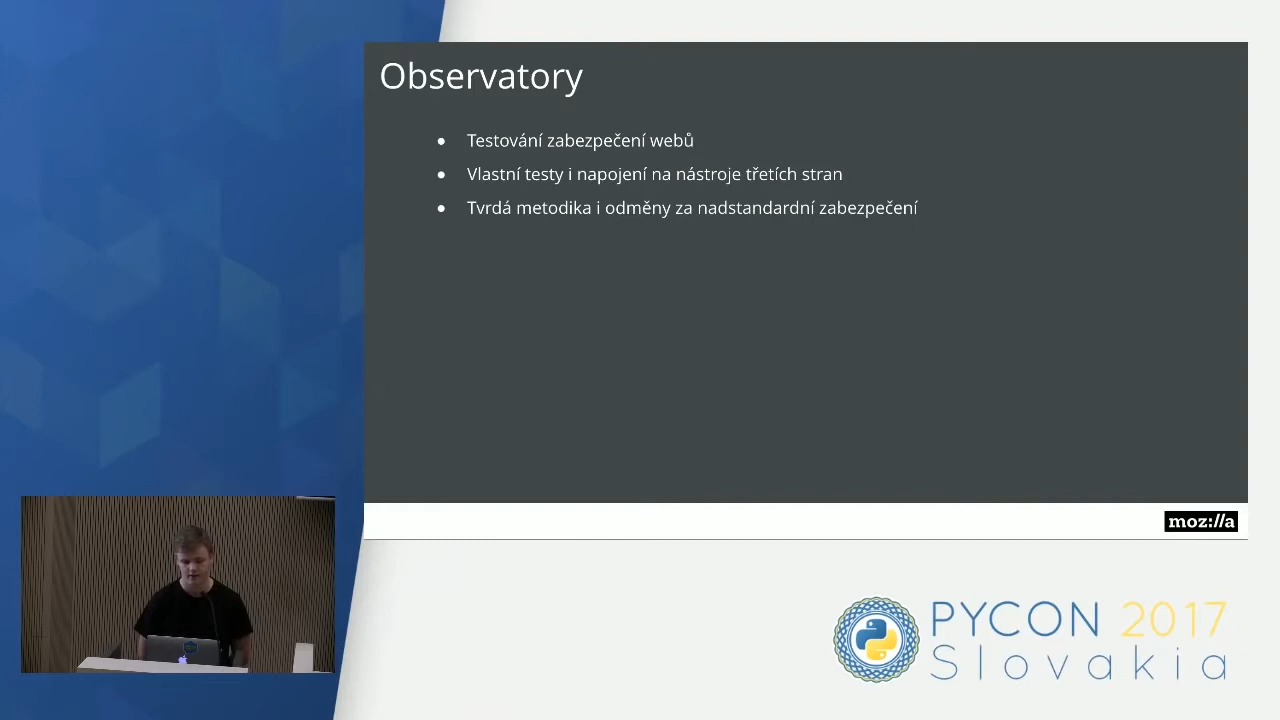 Observatory
Testování zabezpečení webů
Vlastní testy i napojení na nástroje třetích stran
Tvrdá metodika i odměny za nadstandardní zabezpečení
moz://a
PYCON 2017
Slovakia